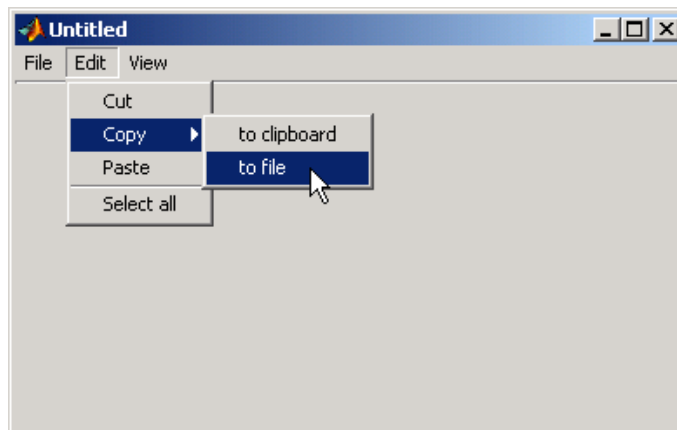 Untitled
File Edit View
Cut
Copy to clipboard
Paste to file
Select all